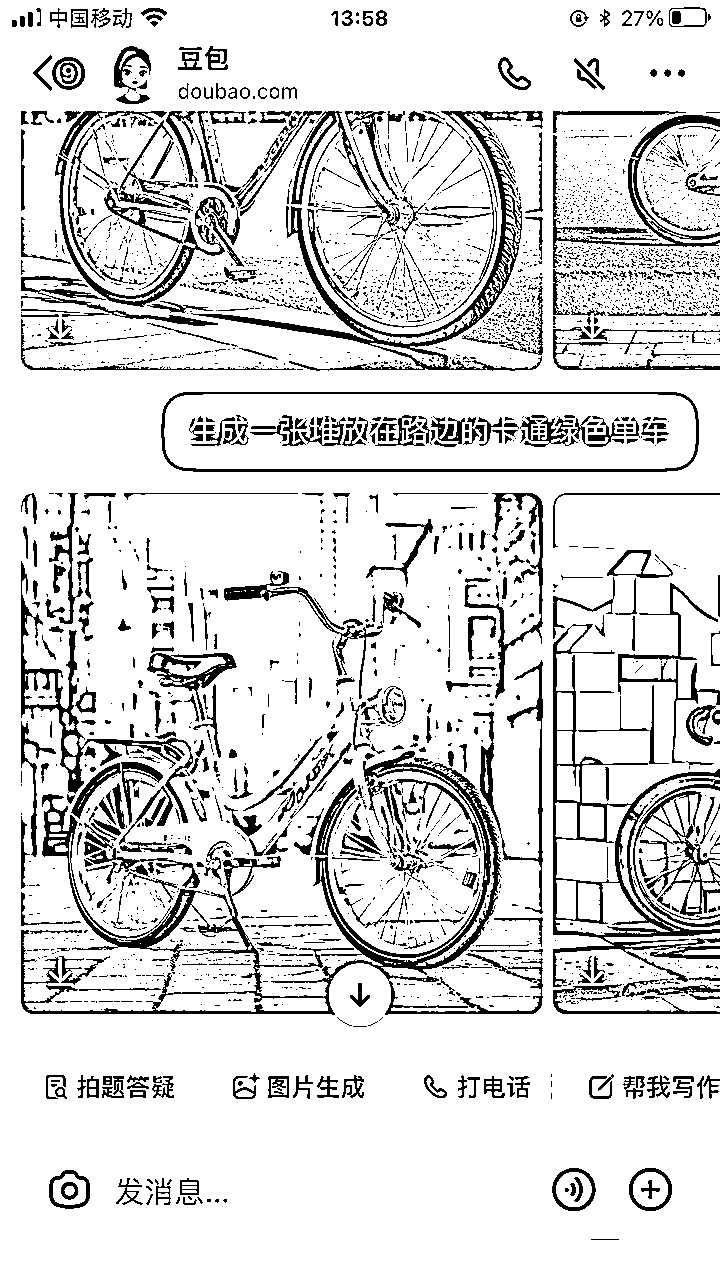 中国移动 13:58 27%
9 豆包
doubao.com
生成一张堆放在路边的卡通绿色单车
拍题答疑 图片生成 打电话 帮我写作
发消息...